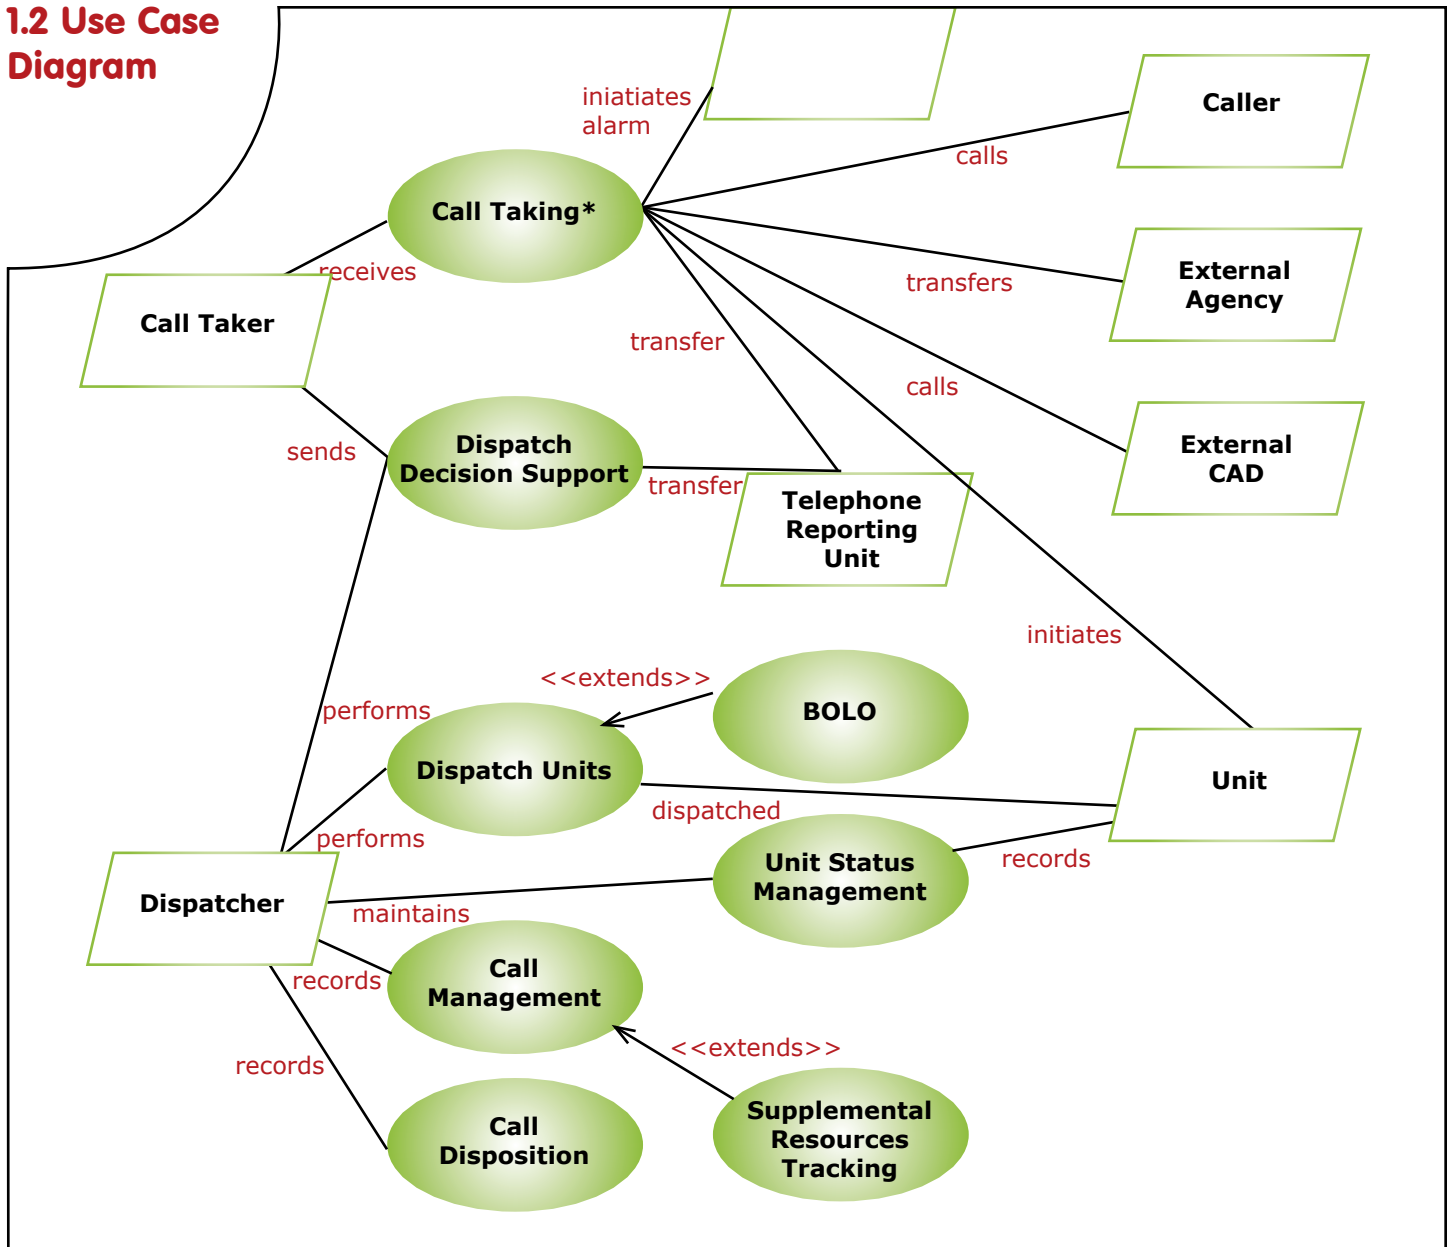 1.2 Use Case
Diagram
iniatiates
alarm
Caller
calls
Call Taking*
receives
External
Agency
transfers
Call Taker
transfer
calls
External
CAD
sends
Dispatch
Decision Support
transfer
Telephone
Reporting
Unit
initiates
<<extends>>
BOLO
performs
Dispatch Units
Unit
dispatched
performs
Unit Status
Management
records
Dispatcher
maintains
Call
Management
records
<<extends>>
records
Supplemental
Resources
Tracking
Call
Disposition